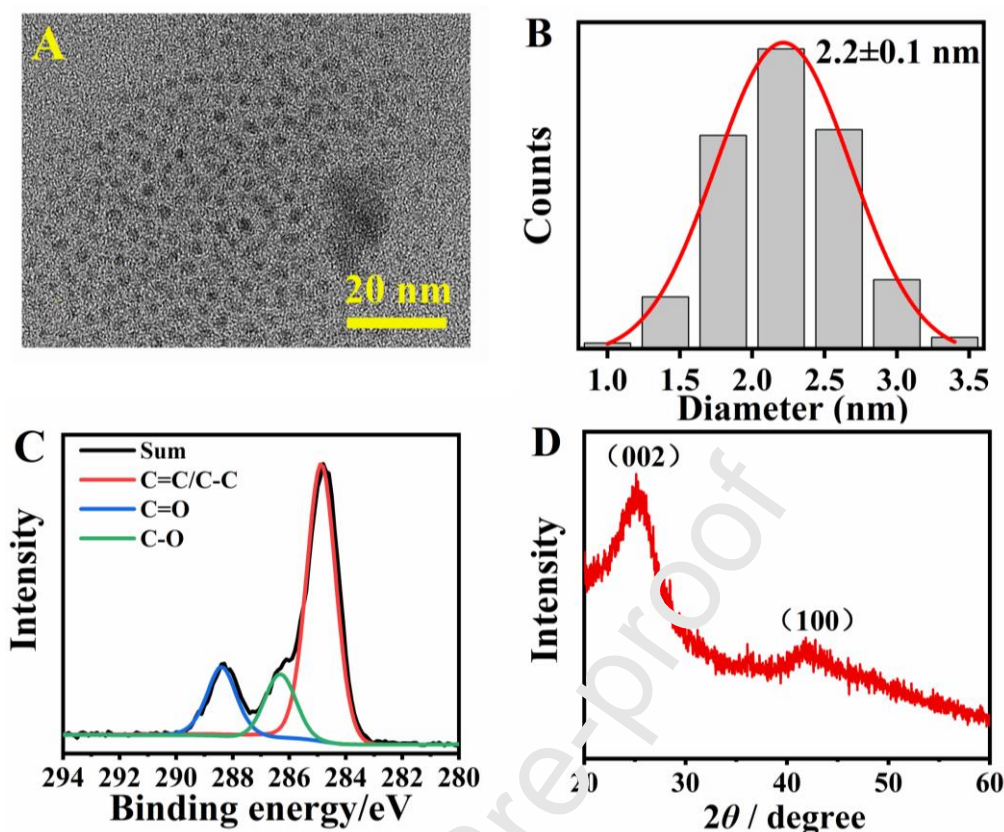 A
20 nm
B
2.2±0.1 nm
Counts
1.0 1.5 2.0 2.5 3.0 3.5
Diameter (nm)
C
Sum
C=C/C-C
C=O
C-O
Intensity
294 292 290 288 286 284 282 280
Binding energy/eV
D
(002)
(100)
Intensity
20 30 40 50 60
2θ / degree
re-proof